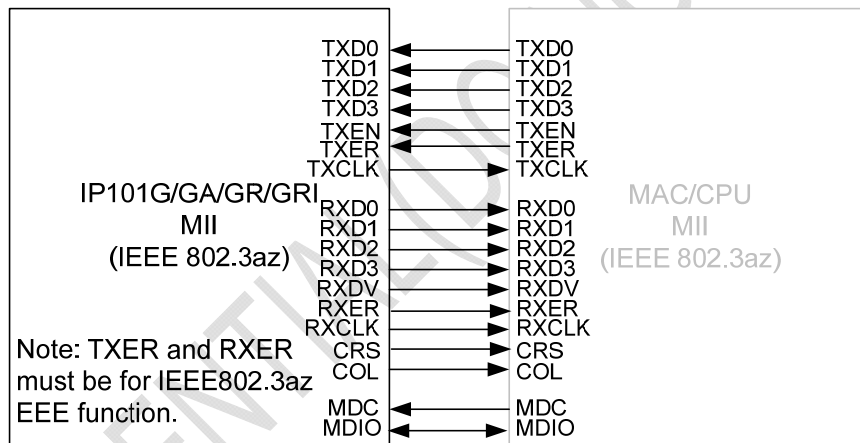 TXD0 TXD0
TXD1 TXD1
TXD2 TXD2
TXD3 TXD3
TXEN TXEN
TXER TXER
TXCLK TXCLK
IP101G/GA/GR/GRI
MII
(IEEE 802.3az)
MAC/CPU
MII
(IEEE 802.3az)
RXD0 RXD0
RXD1 RXD1
RXD2 RXD2
RXD3 RXD3
RXDV RXDV
RXER RXER
RXCLK RXCLK
CRS CRS
COL COL
Note: TXER and RXER
must be for IEEE802.3az
EEE function.
MDC MDC
MDIO MDIO